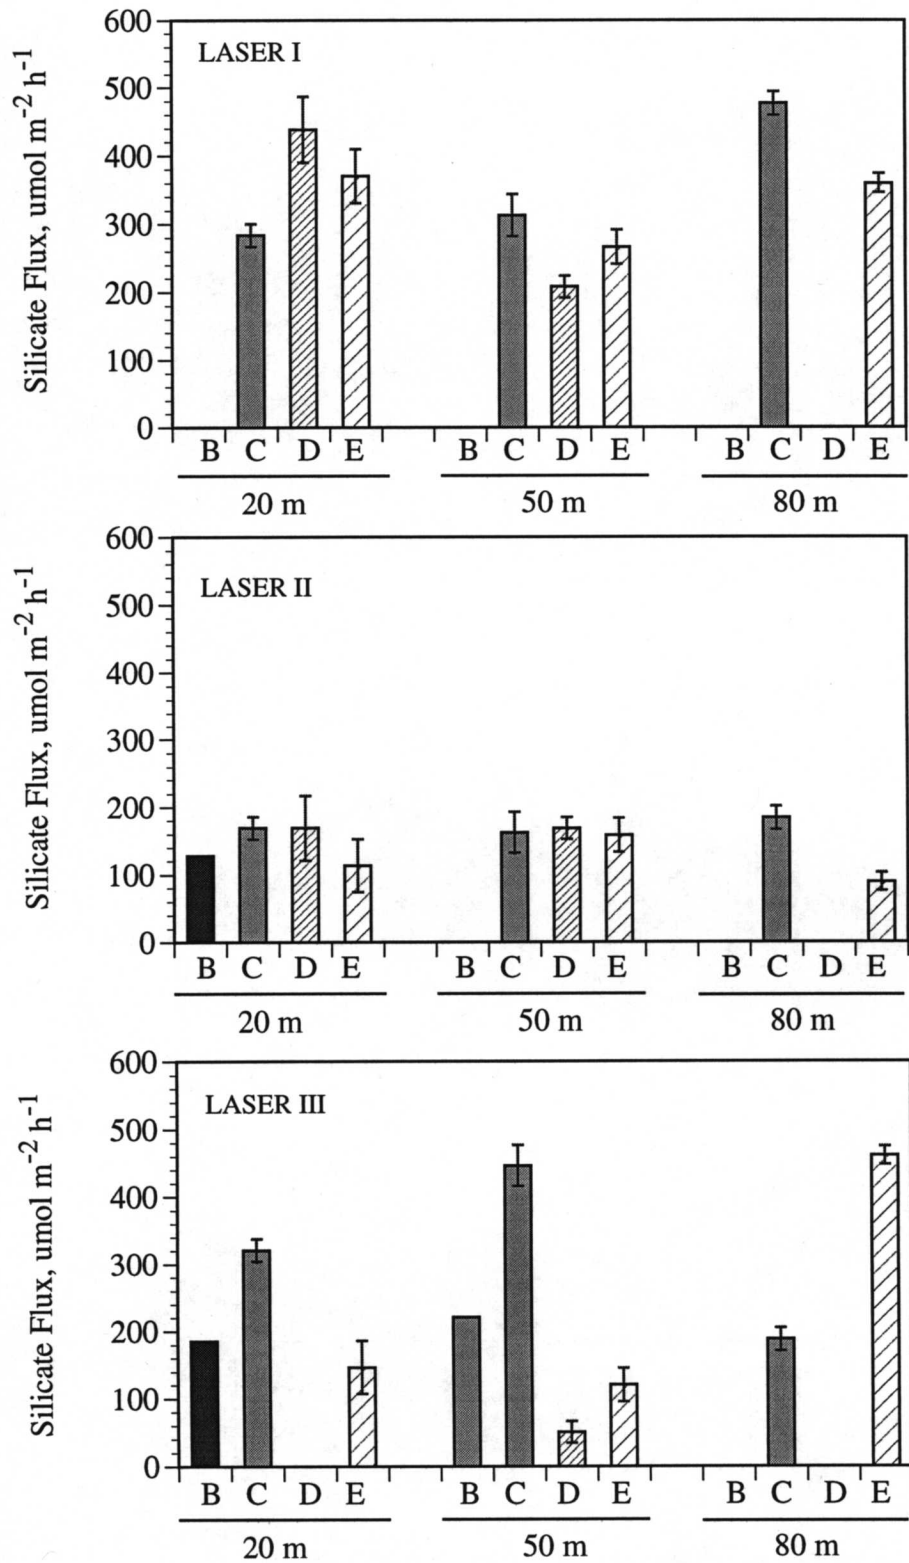 600
LASER I
500
400
300
200
100
0
Silicate Flux, umol m-2 h-1
B C D E B C D E B C D E
20 m 50 m 80 m
600
LASER II
500
400
300
200
100
0
Silicate Flux, umol m-2 h-1
B C D E B C D E B C D E
20 m 50 m 80 m
600
LASER III
500
400
300
200
100
0
Silicate Flux, umol m-2 h-1
B C D E B C D E B C D E
20 m 50 m 80 m